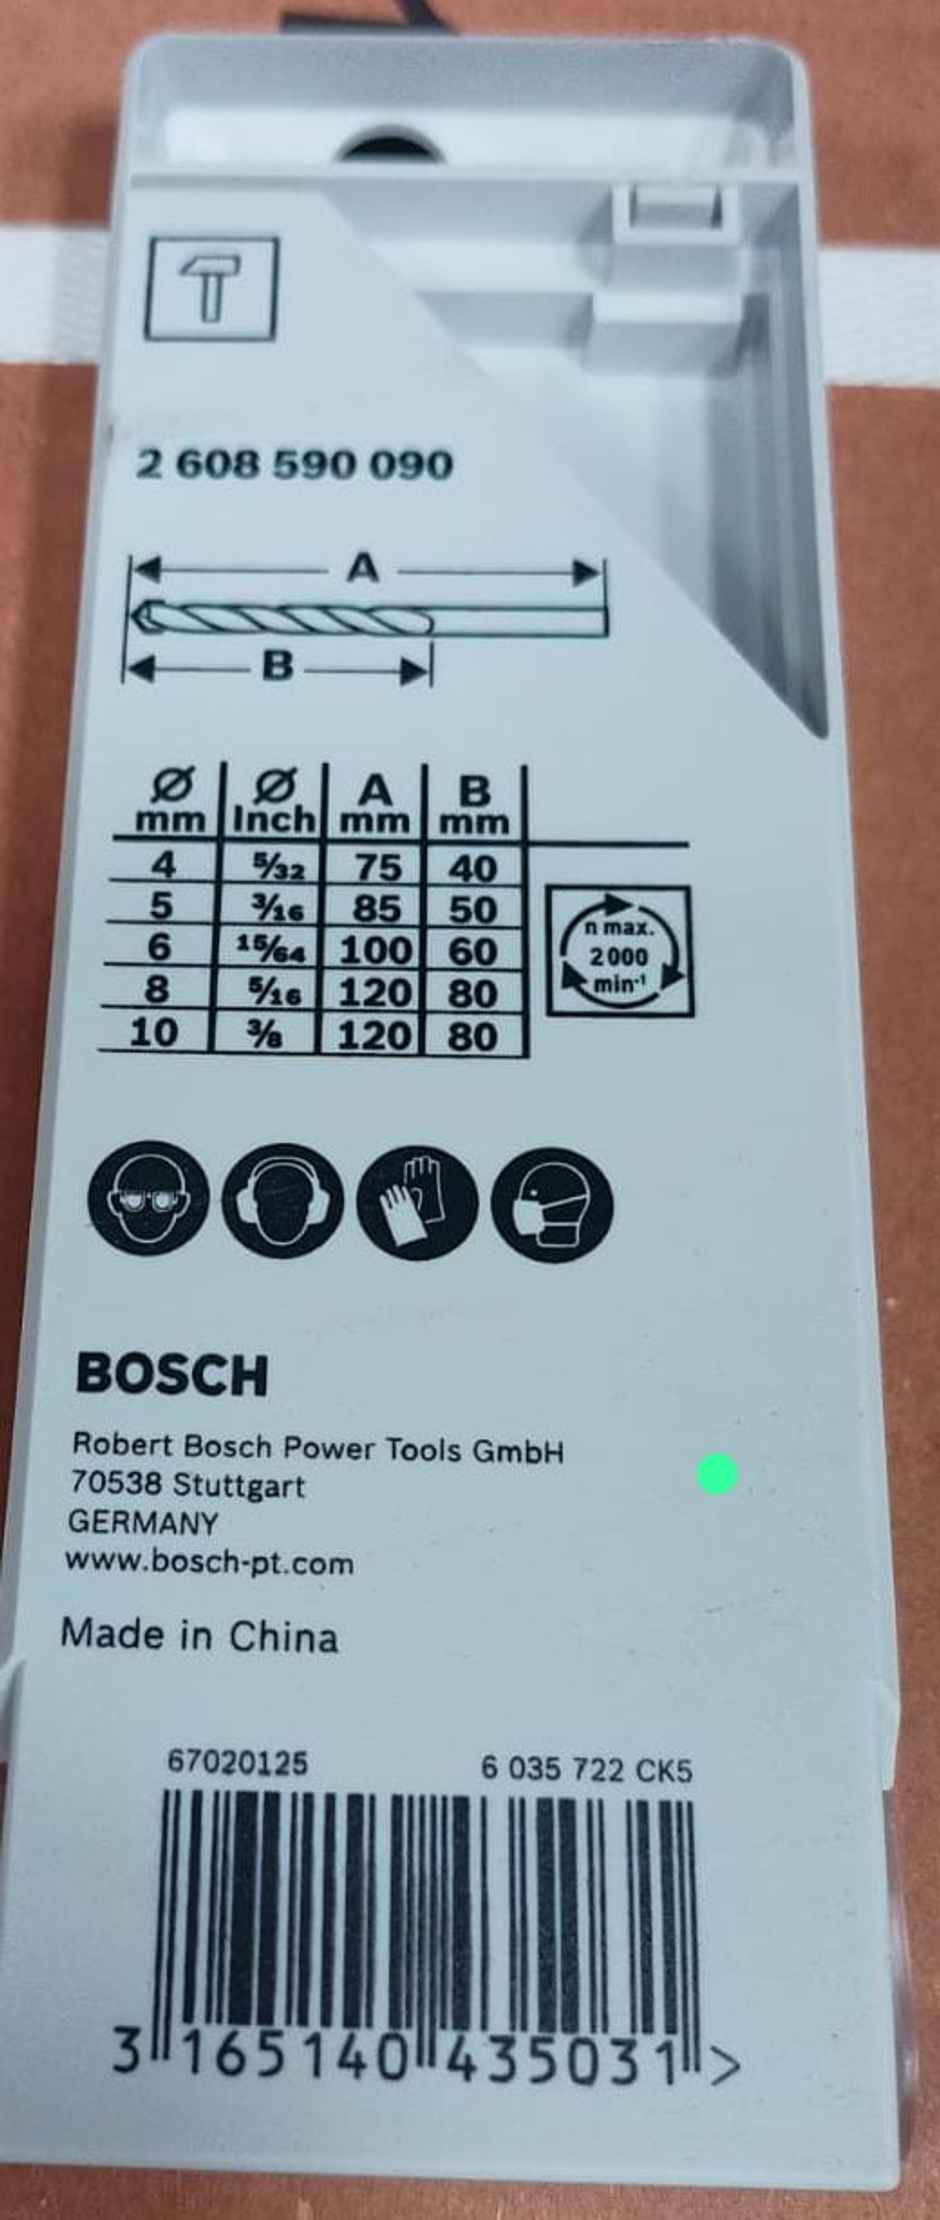 2 608 590 090
A
B
Ø mm Ø Inch A mm B mm
4 5/32 75 40
5 3/16 85 50
6 15/64 100 60
8 5/16 120 80
10 3/8 120 80
n max.
2 000
min⁻¹
BOSCH
Robert Bosch Power Tools GmbH
70538 Stuttgart
GERMANY
www.bosch-pt.com
Made in China
67020125 6 035 722 CK5
3 165140 435031 >